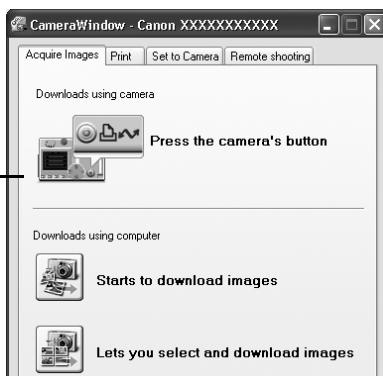 CameraWindow - Canon XXXXXXXXXXX
Acquire Images Print Set to Camera Remote shooting
Downloads using camera
Press the camera's button
Downloads using computer
Starts to download images
Lets you select and download images